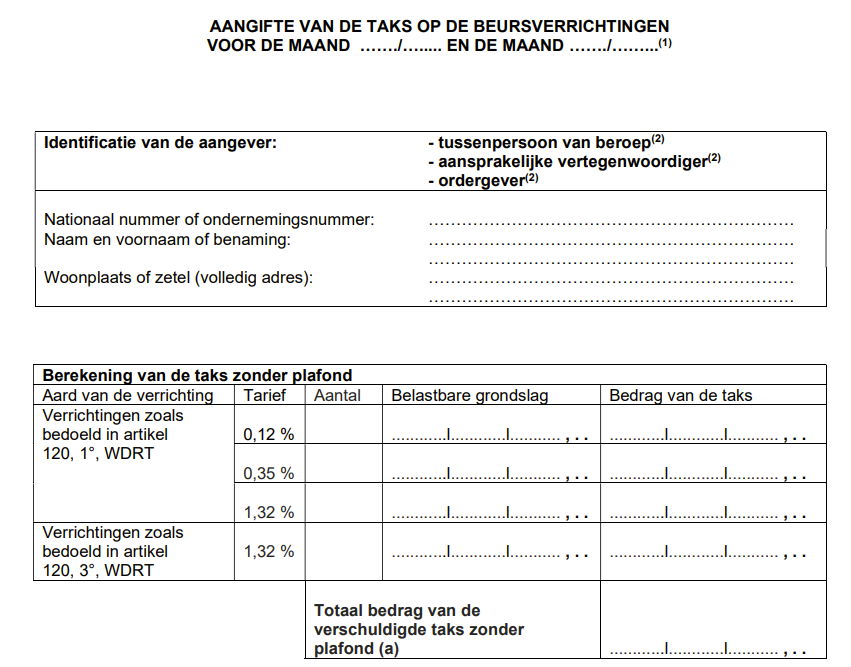 AANGIFTE VAN DE TAKS OP DE BEURSVERRICHTINGEN
VOOR DE MAAND ……./…..... EN DE MAAND ……./……...(1)
Identificatie van de aangever:
- tussenpersoon van beroep(2)
- aansprakelijke vertegenwoordiger(2)
- ordergever(2)
Nationaal nummer of ondernemingsnummer: ……………………………………………………………………
Naam en voornaam of benaming: ……………………………………………………………………
……………………………………………………………………
Woonplaats of zetel (volledig adres): ……………………………………………………………………
……………………………………………………………………
Berekening van de taks zonder plafond
Aard van de verrichting Tarief Aantal Belastbare grondslag Bedrag van de taks
Verrichtingen zoals
bedoeld in artikel 0,12 % ............l............l........... , . . ............l............l........... , . .
120, 1°, WDRT
0,35 % ............l............l........... , . . ............l............l........... , . .
1,32 % ............l............l........... , . . ............l............l........... , . .
Verrichtingen zoals
bedoeld in artikel 1,32 % ............l............l........... , . . ............l............l........... , . .
120, 3°, WDRT
Totaal bedrag van de
verschuldigde taks zonder
plafond (a) ............l............l........... , . .